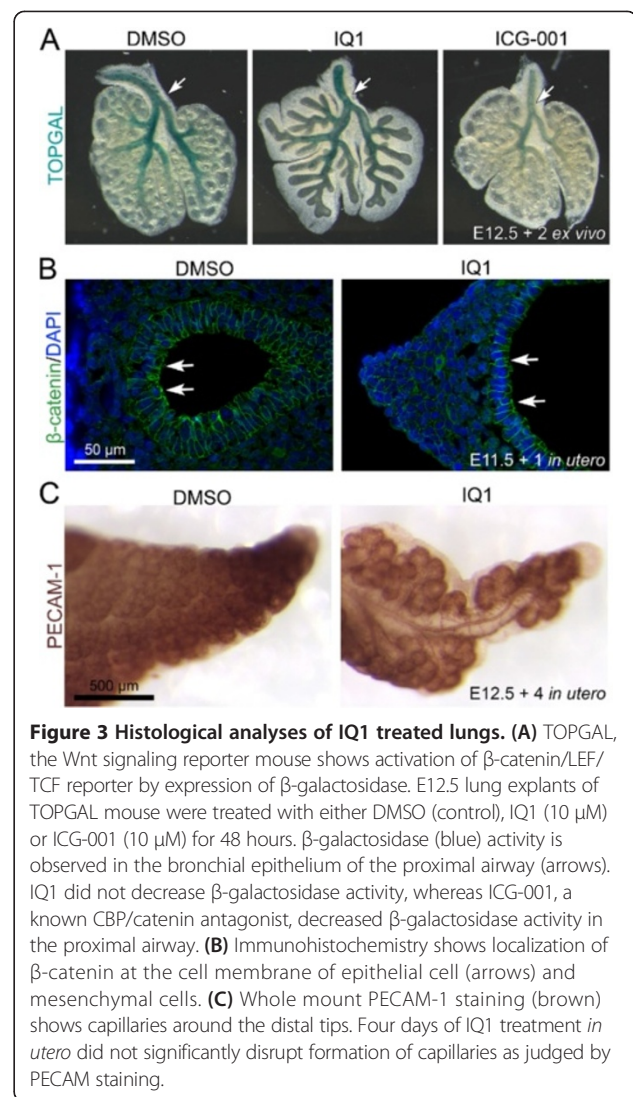 A
DMSO
IQ1
ICG-001
TOPGAL
E12.5 + 2 ex vivo
B
DMSO
IQ1
β-catenin/DAPI
50 µm
E11.5 + 1 in utero
C
DMSO
IQ1
PECAM-1
500 µm
E12.5 + 4 in utero
Figure 3 Histological analyses of IQ1 treated lungs. (A) TOPGAL,
the Wnt signaling reporter mouse shows activation of β-catenin/LEF/
TCF reporter by expression of β-galactosidase. E12.5 lung explants of
TOPGAL mouse were treated with either DMSO (control), IQ1 (10 µM)
or ICG-001 (10 µM) for 48 hours. β-galactosidase (blue) activity is
observed in the bronchial epithelium of the proximal airway (arrows).
IQ1 did not decrease β-galactosidase activity, whereas ICG-001, a
known CBP/catenin antagonist, decreased β-galactosidase activity in
the proximal airway. (B) Immunohistochemistry shows localization of
β-catenin at the cell membrane of epithelial cell (arrows) and
mesenchymal cells. (C) Whole mount PECAM-1 staining (brown)
shows capillaries around the distal tips. Four days of IQ1 treatment in
utero did not significantly disrupt formation of capillaries as judged by
PECAM staining.